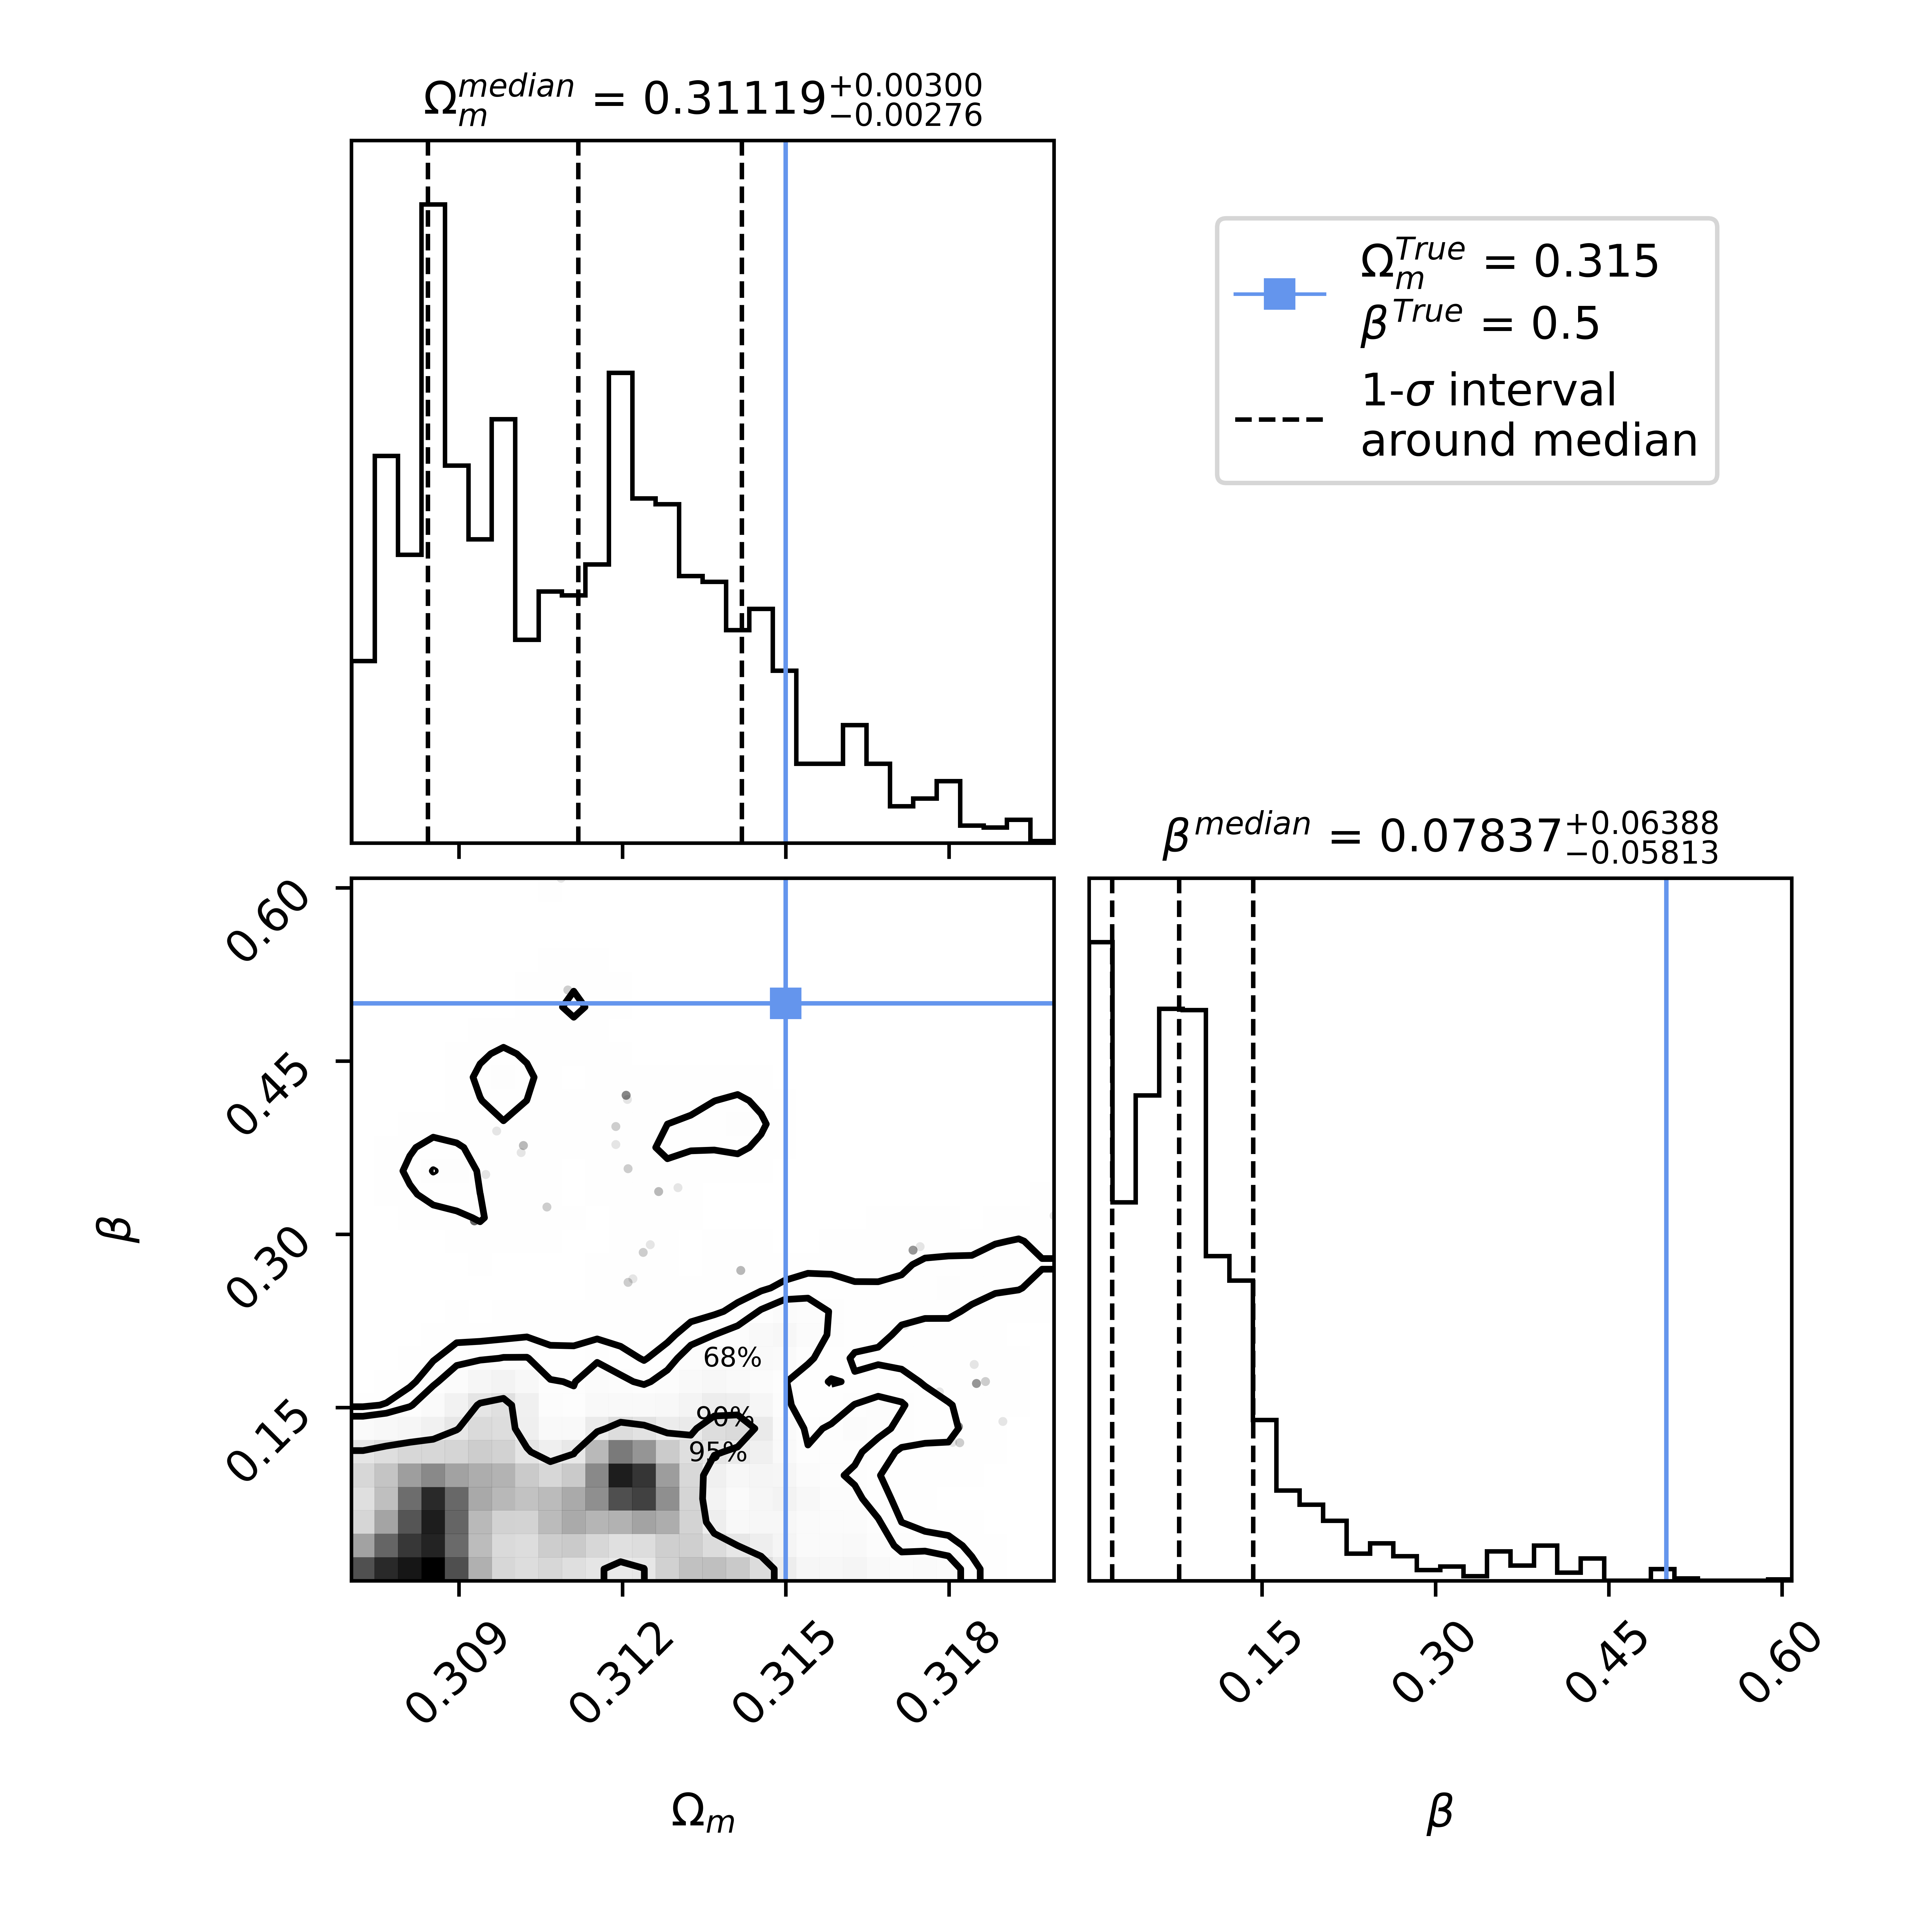 Ω_m^median = 0.31119 +0.00300 −0.00276
Ω_m^True = 0.315
β^True = 0.5
1-σ interval
around median
β^median = 0.07837 +0.06388 −0.05813
0.60
0.45
0.30
0.15
β
68%
90%
95%
0.309 0.312 0.315 0.318
0.15 0.30 0.45 0.60
Ω_m
β